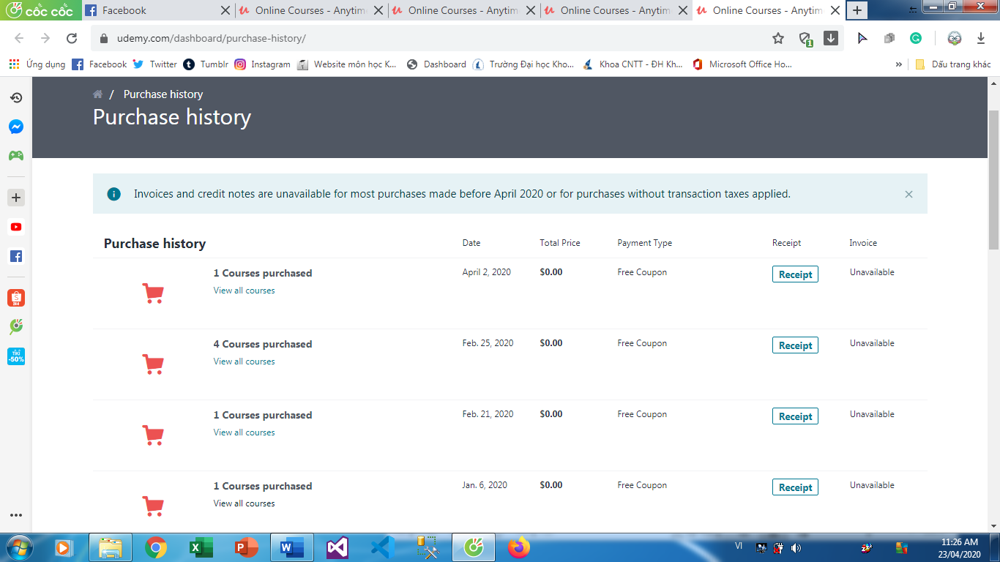 cốc cốc
Facebook
Online Courses - Anytim
Online Courses - Anytim
Online Courses - Anytim
Online Courses - Anytim
udemy.com/dashboard/purchase-history/
1
Ứng dụng
Facebook
Twitter
Tumblr
Instagram
Website môn học K...
Dashboard
Trường Đại học Kho...
Khoa CNTT - ĐH Kh...
Microsoft Office Ho...
»
Dấu trang khác
/ Purchase history
Purchase history
Invoices and credit notes are unavailable for most purchases made before April 2020 or for purchases without transaction taxes applied.
Purchase history Date Total Price Payment Type Receipt Invoice
1 Courses purchased April 2, 2020 $0.00 Free Coupon Receipt Unavailable
View all courses
4 Courses purchased Feb. 25, 2020 $0.00 Free Coupon Receipt Unavailable
View all courses
1 Courses purchased Feb. 21, 2020 $0.00 Free Coupon Receipt Unavailable
View all courses
1 Courses purchased Jan. 6, 2020 $0.00 Free Coupon Receipt Unavailable
View all courses
TIKI
-50%
VI
11:26 AM
23/04/2020